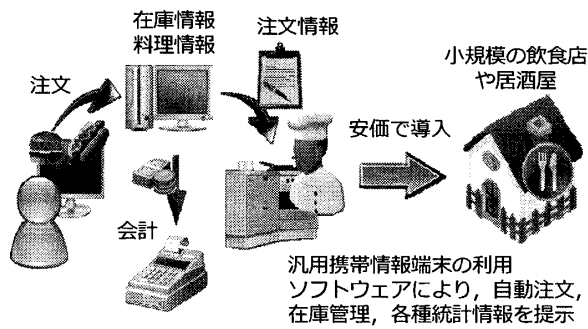 在庫情報
料理情報
注文情報
注文
小規模の飲食店
や居酒屋
安価で導入
会計
汎用携帯情報端末の利用
ソフトウェアにより，自動注文，
在庫管理，各種統計情報を提示